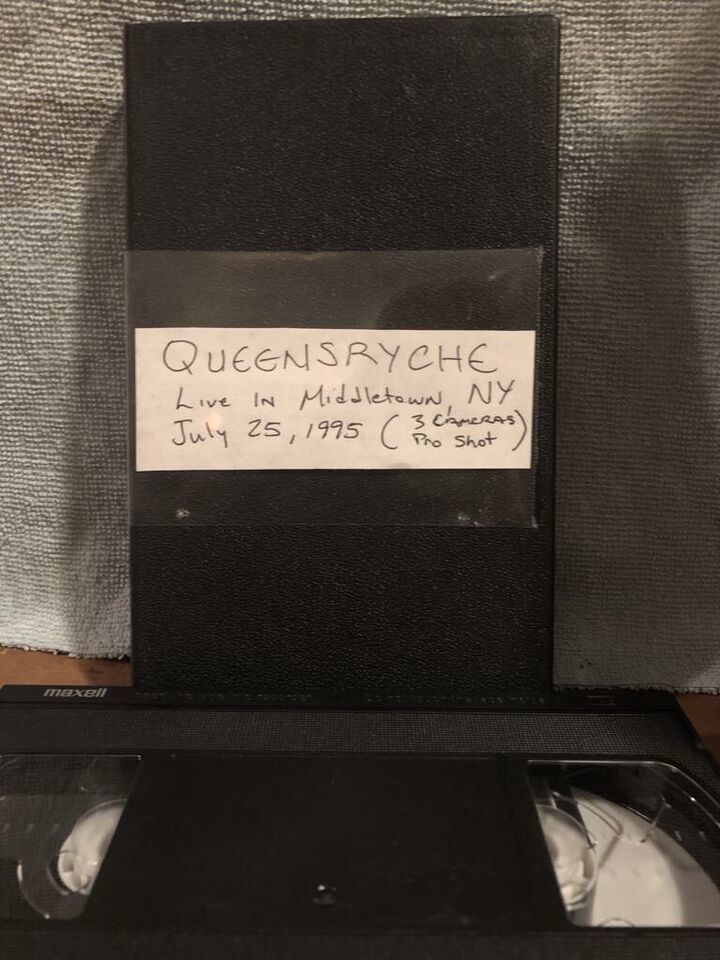 QUEENSRYCHE
Live In Middletown, NY
July 25, 1995 (3 Cameras Pro Shot)
maxell